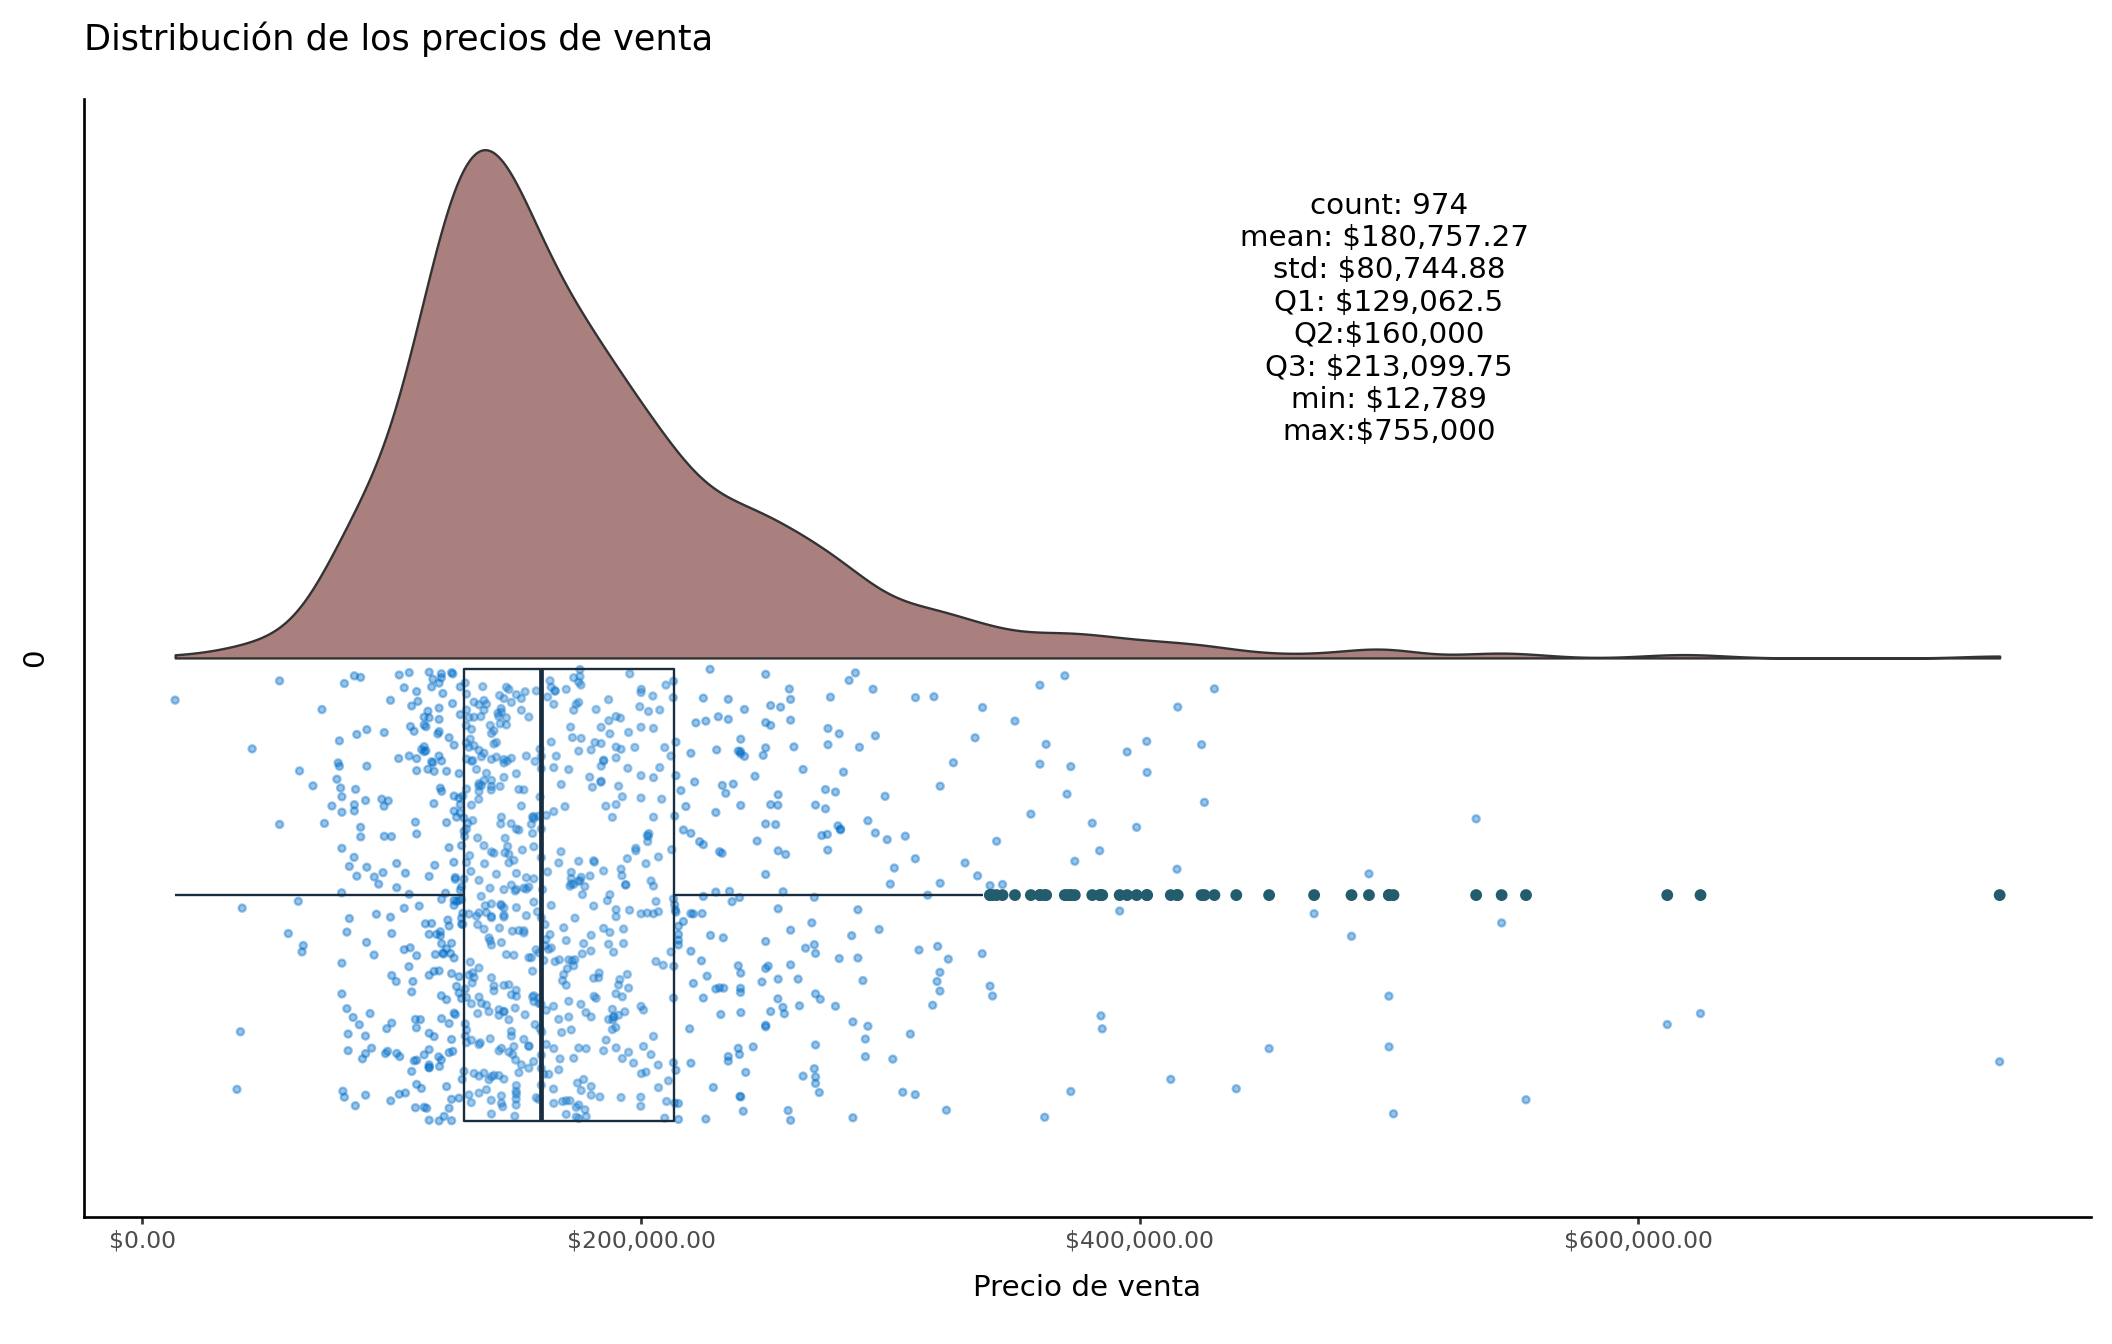 Distribución de los precios de venta
count: 974
mean: $180,757.27
std: $80,744.88
Q1: $129,062.5
Q2:$160,000
Q3: $213,099.75
min: $12,789
max:$755,000
0
$0.00
$200,000.00
$400,000.00
$600,000.00
Precio de venta